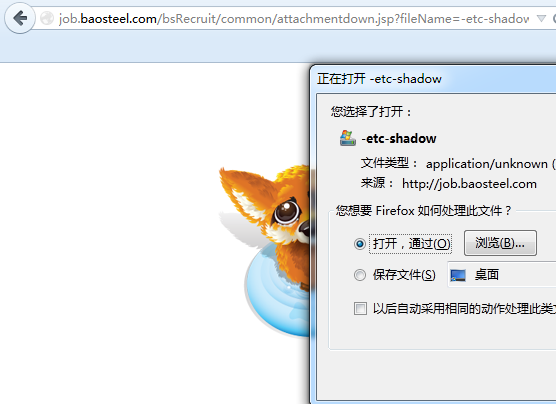 job.baosteel.com/bsRecruit/common/attachmentdown.jsp?fileName=-etc-shadow
正在打开 -etc-shadow
您选择了打开：
-etc-shadow
文件类型： application/unknown (
来源： http://job.baosteel.com
您想要 Firefox 如何处理此文件？
打开，通过(O) 浏览(B)...
保存文件(S) 桌面
以后自动采用相同的动作处理此类文